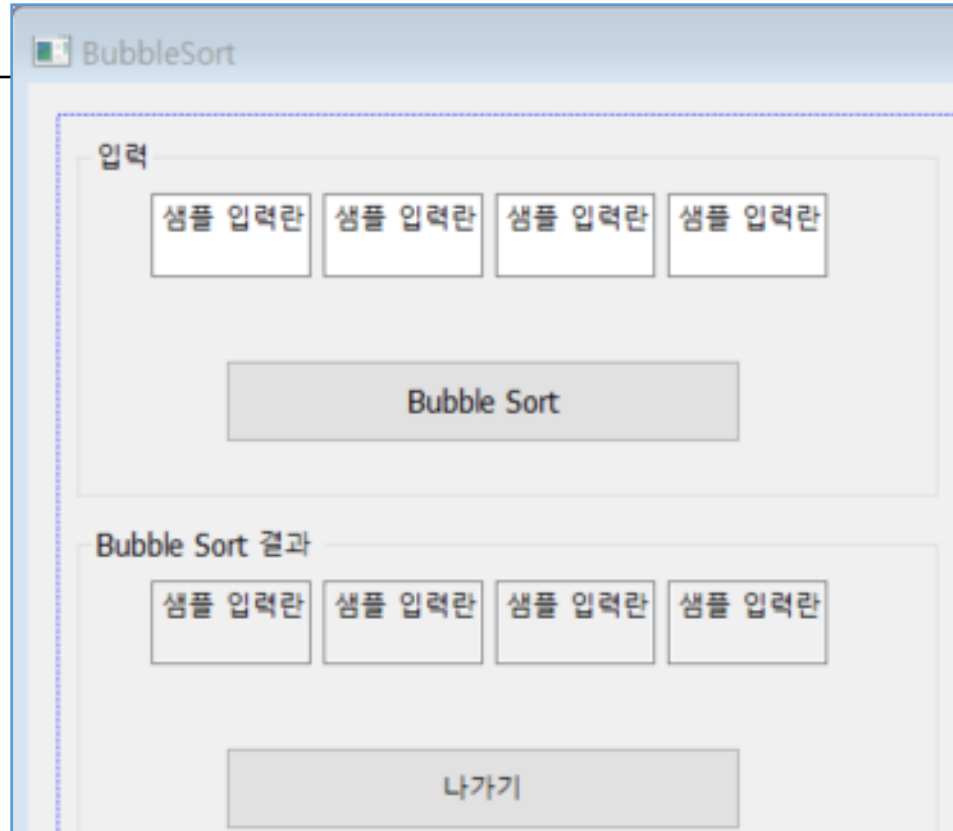 BubbleSort
입력
샘플 입력란 샘플 입력란 샘플 입력란 샘플 입력란
Bubble Sort
Bubble Sort 결과
샘플 입력란 샘플 입력란 샘플 입력란 샘플 입력란
나가기